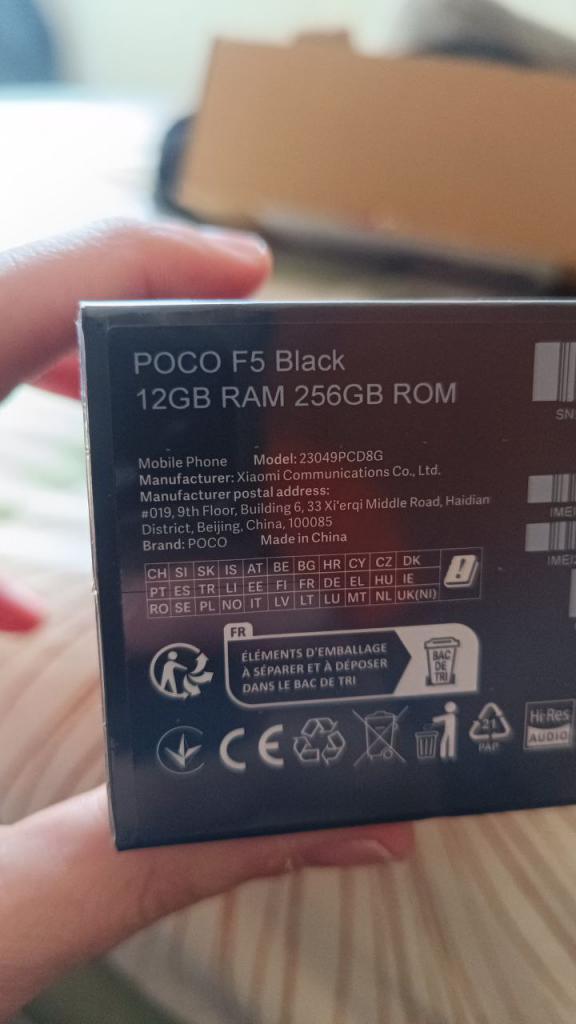 POCO F5 Black
12GB RAM 256GB ROM
SN
Mobile Phone Model: 23049PCD8G
Manufacturer: Xiaomi Communications Co., Ltd.
Manufacturer postal address:
#019, 9th Floor, Building 6, 33 Xi'erqi Middle Road, Haidian
District, Beijing, China, 100085
Brand: POCO Made in China
IMEI
IMEI
CH SI SK IS AT BE BG HR CY CZ DK
PT ES TR LI EE FI FR DE EL HU IE
RO SE PL NO IT LV LT LU MT NL UK(NI)
FR
ÉLÉMENTS D'EMBALLAGE
À SÉPARER ET À DÉPOSER
DANS LE BAC DE TRI
BAC
DE
TRI
CE
21
PAP
Hi-Res
AUDIO